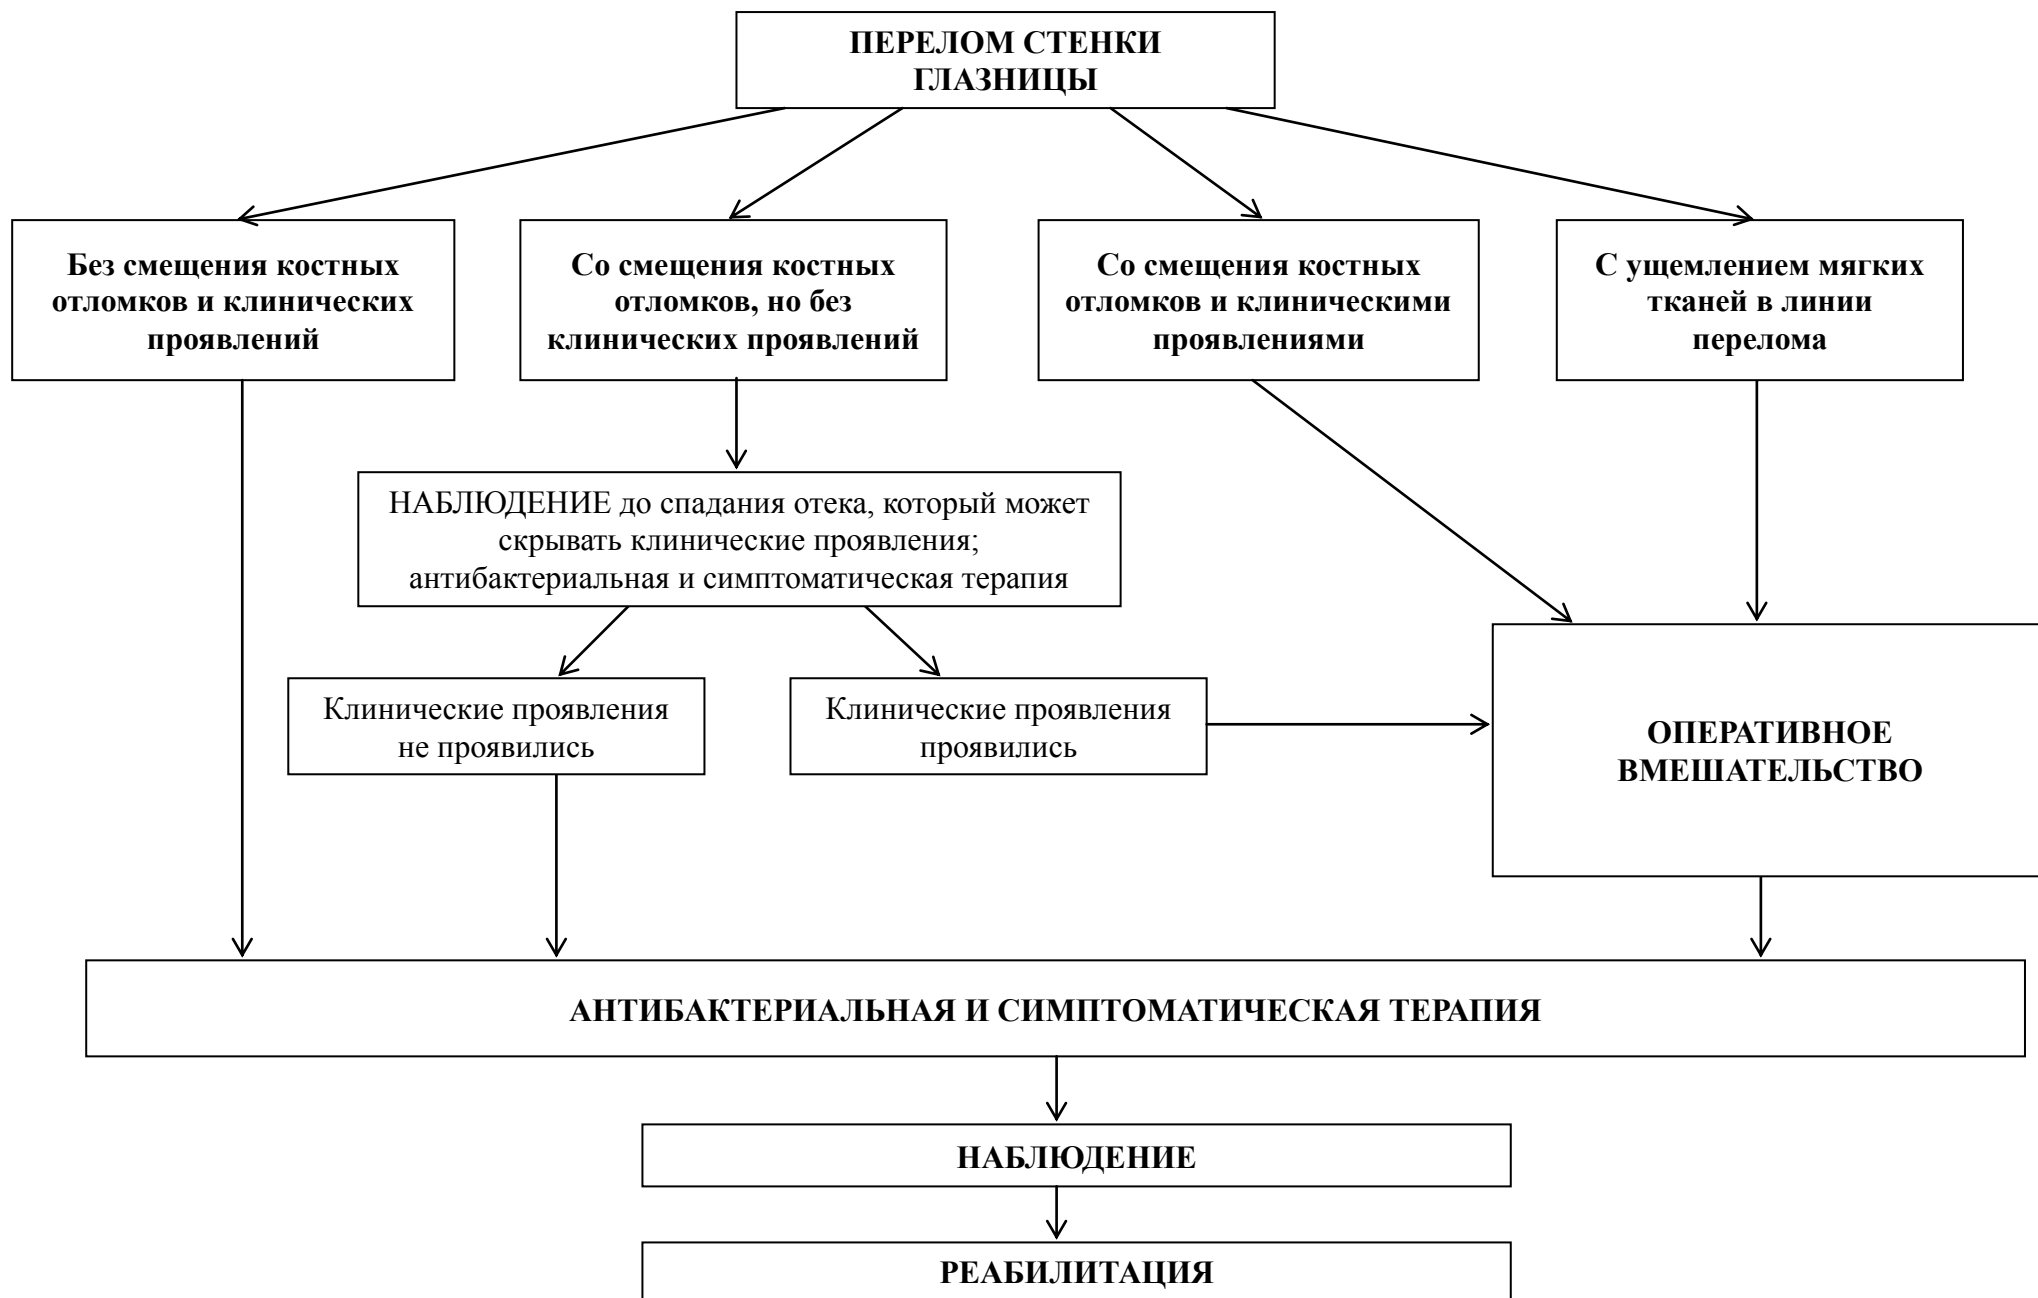 ПЕРЕЛОМ СТЕНКИ
ГЛАЗНИЦЫ
Без смещения костных
отломков и клинических
проявлений
Со смещения костных
отломков, но без
клинических проявлений
Со смещения костных
отломков и клиническими
проявлениями
С ущемлением мягких
тканей в линии
перелома
НАБЛЮДЕНИЕ до спадания отека, который может
скрывать клинические проявления;
антибактериальная и симптоматическая терапия
Клинические проявления
не проявились
Клинические проявления
проявились
ОПЕРАТИВНОЕ
ВМЕШАТЕЛЬСТВО
АНТИБАКТЕРИАЛЬНАЯ И СИМПТОМАТИЧЕСКАЯ ТЕРАПИЯ
НАБЛЮДЕНИЕ
РЕАБИЛИТАЦИЯ